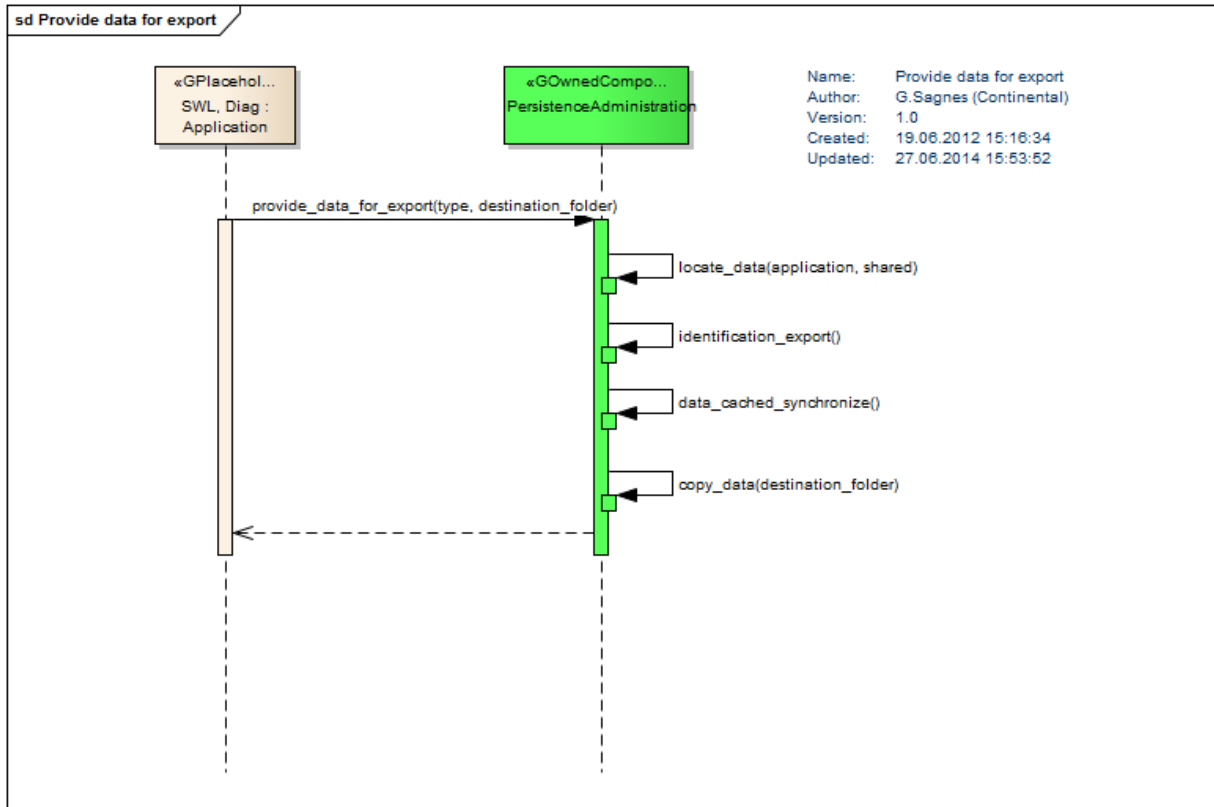 sd Provide data for export
«GPlacehol...
SWL, Diag :
Application
«GOwnedCompo...
PersistenceAdministration
Name: Provide data for export
Author: G.Sagnes (Continental)
Version: 1.0
Created: 19.06.2012 15:16:34
Updated: 27.06.2014 15:53:52
provide_data_for_export(type, destination_folder)
locate_data(application, shared)
identification_export()
data_cached_synchronize()
copy_data(destination_folder)